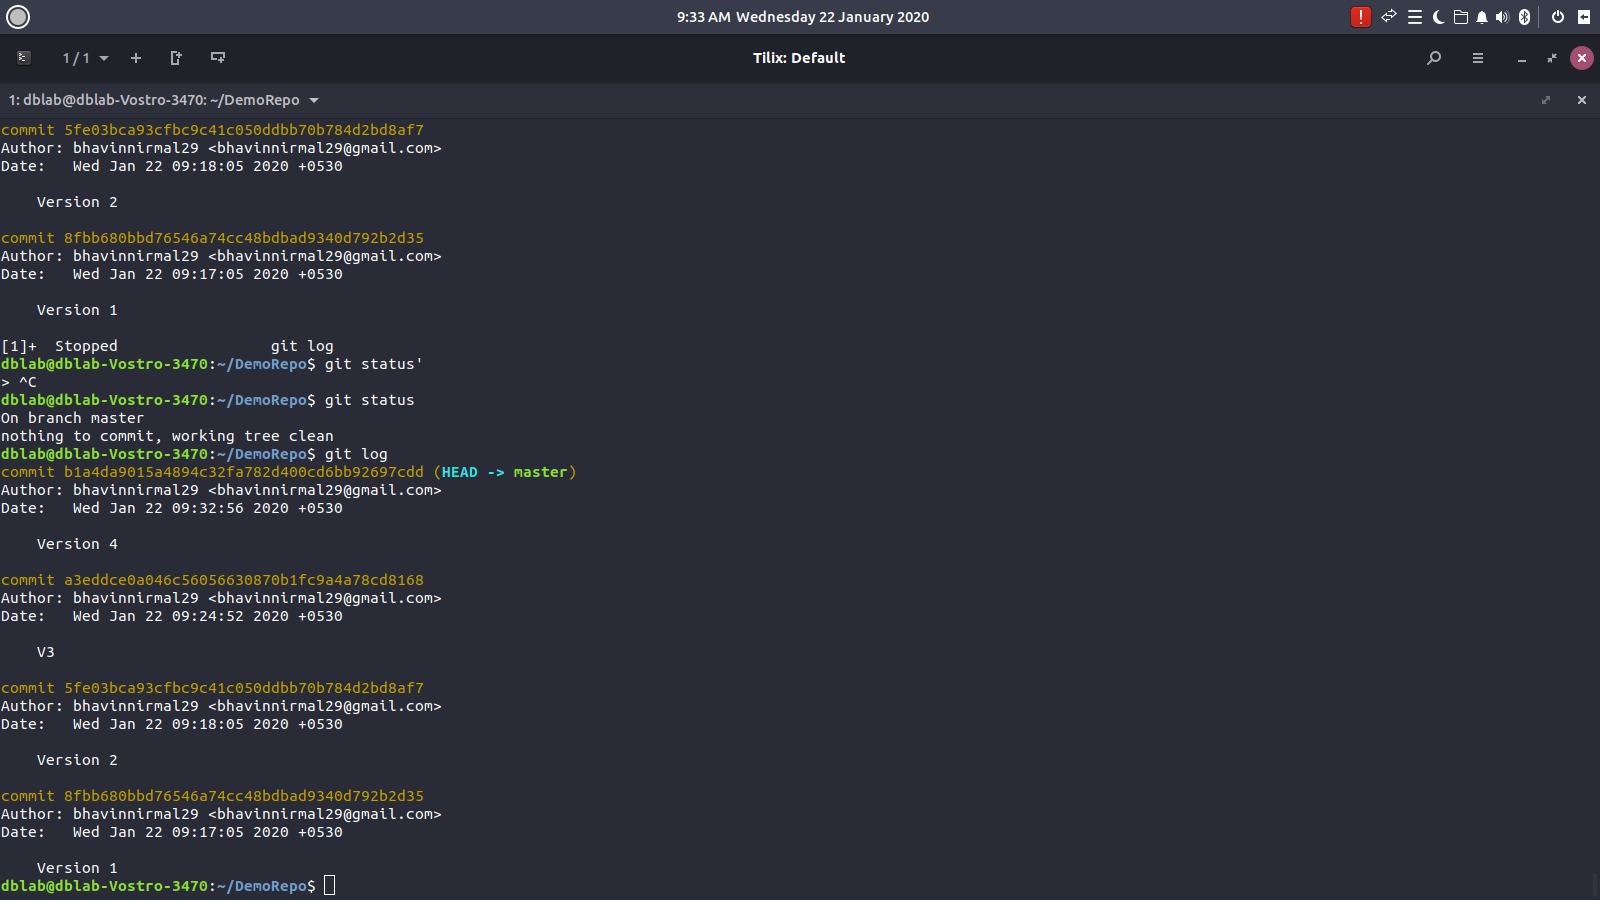 9:33 AM Wednesday 22 January 2020
1 / 1
Tilix: Default
1: dblab@dblab-Vostro-3470: ~/DemoRepo
commit 5fe03bca93cfbc9c41c050ddbb70b784d2bd8af7
Author: bhavinnirmal29 <bhavinnirmal29@gmail.com>
Date:   Wed Jan 22 09:18:05 2020 +0530
    Version 2
commit 8fbb680bbd76546a74cc48bdbad9340d792b2d35
Author: bhavinnirmal29 <bhavinnirmal29@gmail.com>
Date:   Wed Jan 22 09:17:05 2020 +0530
    Version 1
[1]+  Stopped                 git log
dblab@dblab-Vostro-3470:~/DemoRepo$ git status'
> ^C
dblab@dblab-Vostro-3470:~/DemoRepo$ git status
On branch master
nothing to commit, working tree clean
dblab@dblab-Vostro-3470:~/DemoRepo$ git log
commit b1a4da9015a4894c32fa782d400cd6bb92697cdd (HEAD -> master)
Author: bhavinnirmal29 <bhavinnirmal29@gmail.com>
Date:   Wed Jan 22 09:32:56 2020 +0530
    Version 4
commit a3eddce0a046c56056630870b1fc9a4a78cd8168
Author: bhavinnirmal29 <bhavinnirmal29@gmail.com>
Date:   Wed Jan 22 09:24:52 2020 +0530
    V3
commit 5fe03bca93cfbc9c41c050ddbb70b784d2bd8af7
Author: bhavinnirmal29 <bhavinnirmal29@gmail.com>
Date:   Wed Jan 22 09:18:05 2020 +0530
    Version 2
commit 8fbb680bbd76546a74cc48bdbad9340d792b2d35
Author: bhavinnirmal29 <bhavinnirmal29@gmail.com>
Date:   Wed Jan 22 09:17:05 2020 +0530
    Version 1
dblab@dblab-Vostro-3470:~/DemoRepo$